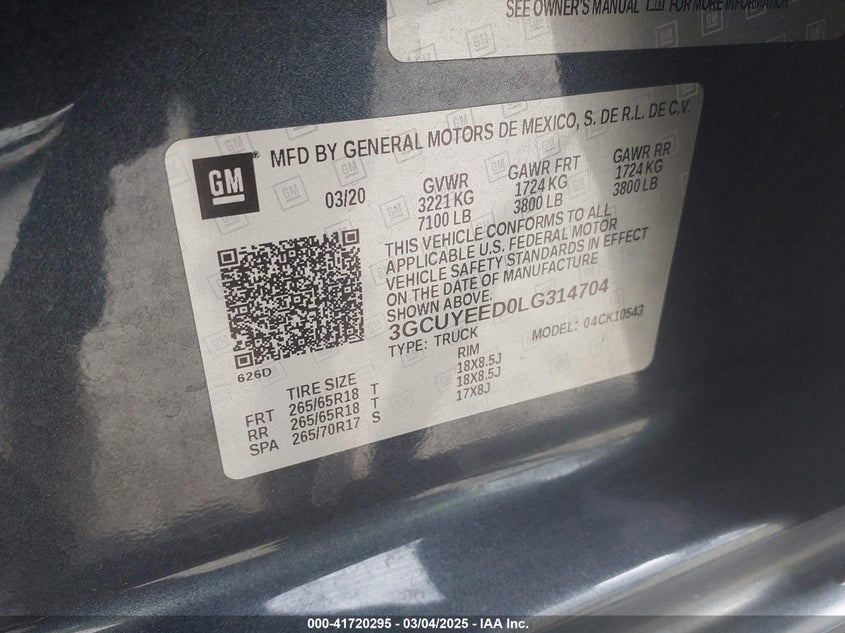 SEE OWNER'S MANUAL FOR MORE INFORMATION
GM
MFD BY GENERAL MOTORS DE MEXICO, S. DE R.L. DE C.V.
03/20
GVWR GAWR FRT GAWR RR
3221 KG 1724 KG 1724 KG
7100 LB 3800 LB 3800 LB
THIS VEHICLE CONFORMS TO ALL
APPLICABLE U.S. FEDERAL MOTOR
VEHICLE SAFETY STANDARDS IN EFFECT
ON THE DATE OF MANUFACTURE
SHOWN ABOVE.
3GCUYEED0LG314704
TYPE: TRUCK MODEL: 04CK10543
626D
TIRE SIZE RIM
FRT 265/65R18 T 18X8.5J
RR 265/65R18 T 18X8.5J
SPA 265/70R17 S 17X8J
000-41720295 - 03/04/2025 - IAA Inc.